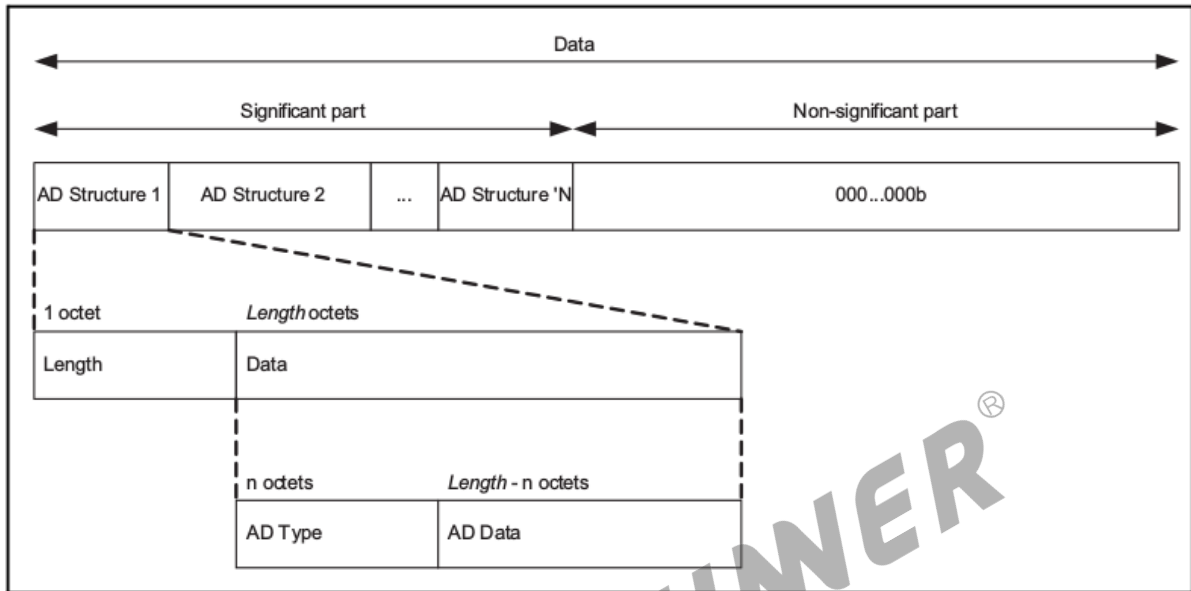 Data
Significant part
Non-significant part
AD Structure 1
AD Structure 2
...
AD Structure 'N
000...000b
1 octet
Length octets
Length
Data
n octets
Length - n octets
AD Type
AD Data
®